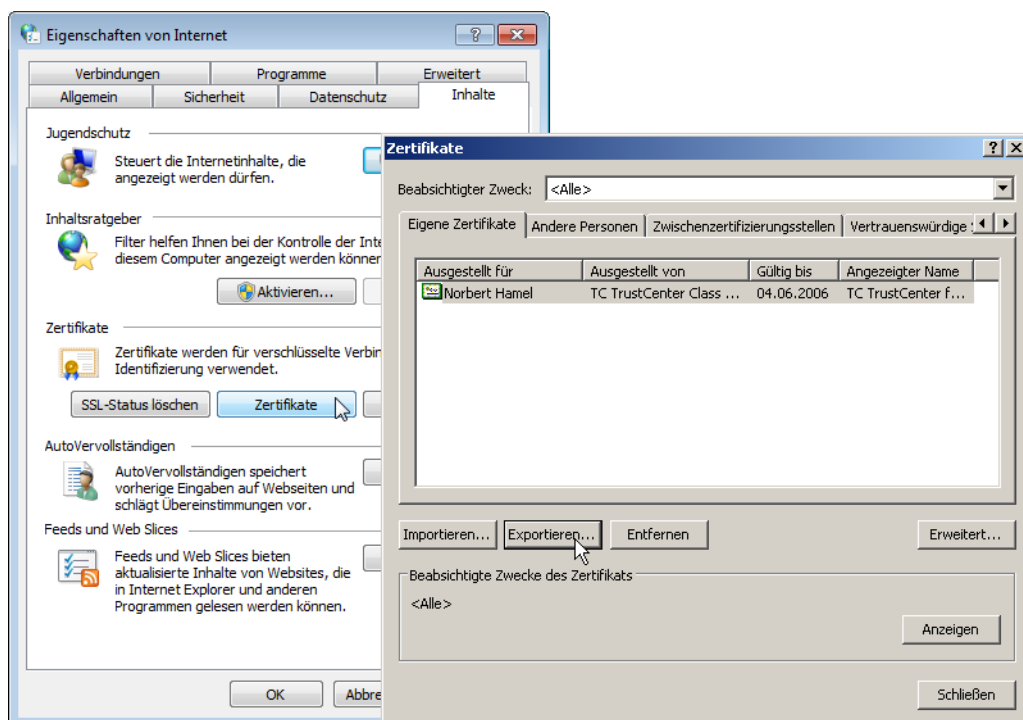 Eigenschaften von Internet
Verbindungen Programme Erweitert
Allgemein Sicherheit Datenschutz Inhalte
Jugendschutz
Steuert die Internetinhalte, die
angezeigt werden dürfen.
Inhaltsratgeber
Filter helfen Ihnen bei der Kontrolle der
diesem Computer angezeigt werden
Aktivieren...
Zertifikate
Zertifikate werden für verschlüsselte
Identifizierung verwendet.
SSL-Status löschen Zertifikate
AutoVervollständigen
AutoVervollständigen speichert
vorherige Eingaben auf Webseiten und
schlägt Übereinstimmungen vor.
Feeds und Web Slices
Feeds und Web Slices bieten
aktualisierte Inhalte von Websites, die
in Internet Explorer und anderen
Programmen gelesen werden können.
OK Abbre
Zertifikate
Beabsichtigter Zweck: <Alle>
Eigene Zertifikate Andere Personen Zwischenzertifizierungsstellen Vertrauenswürdige
Ausgestellt für Ausgestellt von Gültig bis Angezeigter Name
Norbert Hamel TC TrustCenter Class ... 04.06.2006 TC TrustCenter f...
Importieren... Exportieren... Entfernen Erweitert...
Beabsichtigte Zwecke des Zertifikats
<Alle>
Anzeigen
Schließen